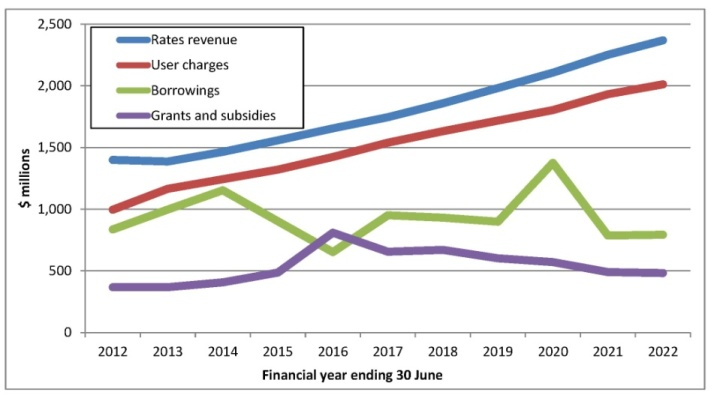 2,500
2,000
1,500
1,000
500
0
$ millions
Rates revenue
User charges
Borrowings
Grants and subsidies
2012 2013 2014 2015 2016 2017 2018 2019 2020 2021 2022
Financial year ending 30 June